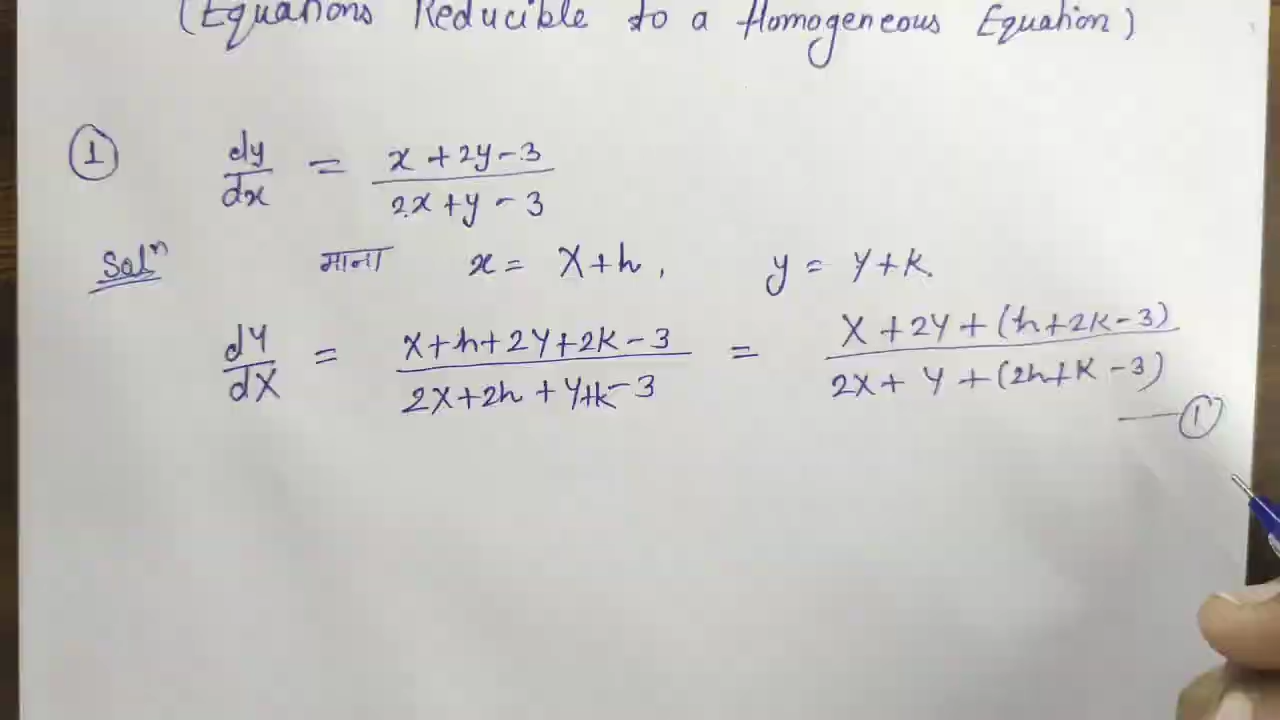 (Equations Reducible to a Homogeneous Equation)
① dy/dx = (x + 2y - 3)/(2x + y - 3)
Solⁿ माना x = X + h, y = Y + k.
dY/dX = (X + h + 2Y + 2k - 3)/(2X + 2h + Y + k - 3) = (X + 2Y + (h + 2k - 3))/(2X + Y + (2h + k - 3))
—①